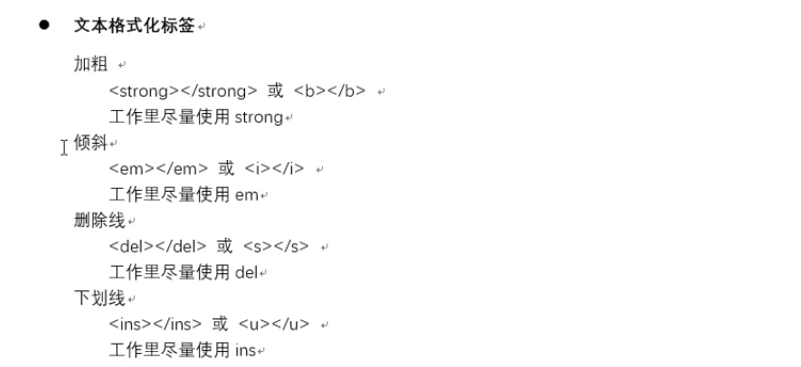 ● 文本格式化标签
加粗
<strong></strong> 或 <b></b>
工作里尽量使用 strong
倾斜
<em></em> 或 <i></i>
工作里尽量使用 em
删除线
<del></del> 或 <s></s>
工作里尽量使用 del
下划线
<ins></ins> 或 <u></u>
工作里尽量使用 ins